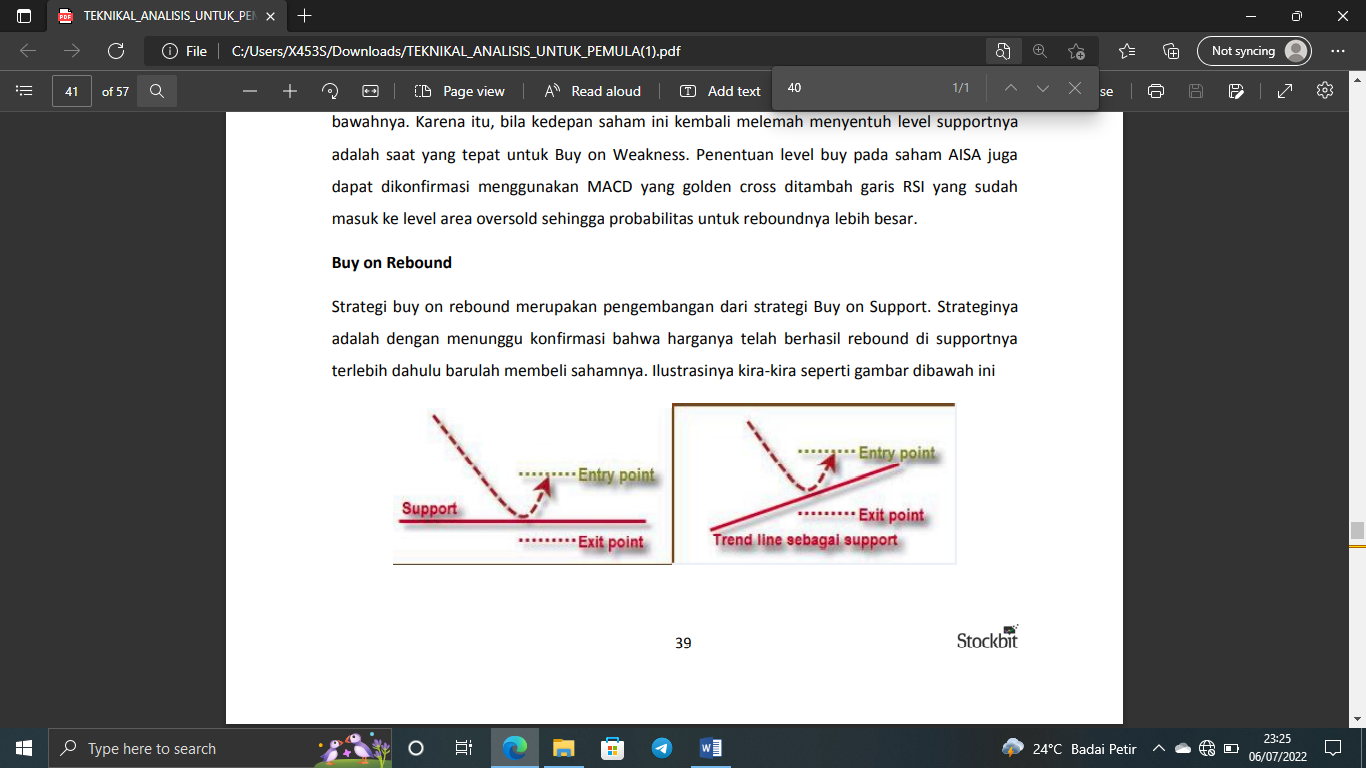 TEKNIKAL_ANALISIS_UNTUK_PEN
File
C:/Users/X453S/Downloads/TEKNIKAL_ANALISIS_UNTUK_PEMULA(1).pdf
Not syncing
41
of 57
Page view
Read aloud
Add text
40
1/1
se
bawahnya. Karena itu, bila kedepan saham ini kembali melemah menyentuh level supportnya
adalah saat yang tepat untuk Buy on Weakness. Penentuan level buy pada saham AISA juga
dapat dikonfirmasi menggunakan MACD yang golden cross ditambah garis RSI yang sudah
masuk ke level area oversold sehingga probabilitas untuk reboundnya lebih besar.
Buy on Rebound
Strategi buy on rebound merupakan pengembangan dari strategi Buy on Support. Strateginya
adalah dengan menunggu konfirmasi bahwa harganya telah berhasil rebound di supportnya
terlebih dahulu barulah membeli sahamnya. Ilustrasinya kira-kira seperti gambar dibawah ini
Entry point
Support
Exit point
Entry point
Exit point
Trend line sebagai support
39
Stockbit
Type here to search
24°C Badai Petir
23:25
06/07/2022